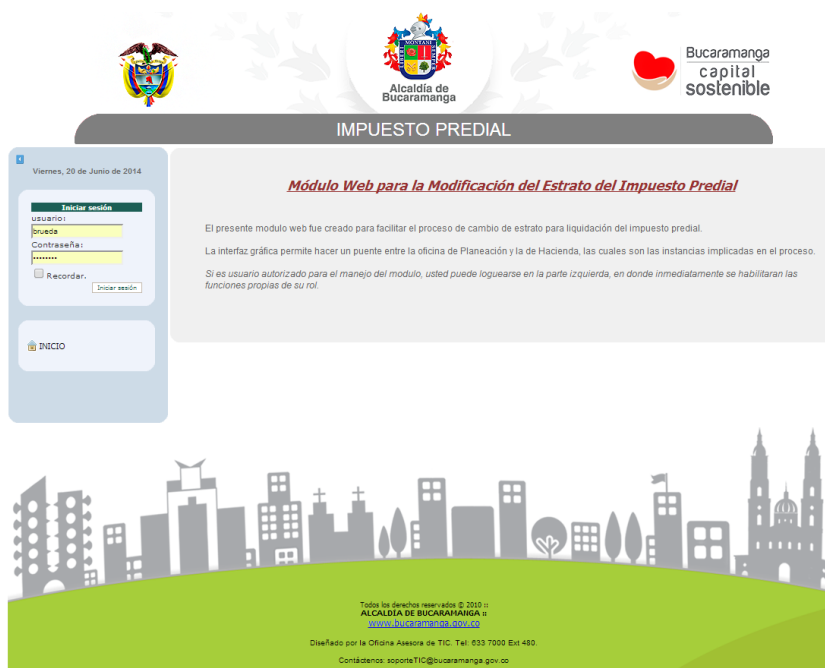 MONTANI
Alcaldía de
Bucaramanga
Bucaramanga
capital
sostenible
IMPUESTO PREDIAL
Viernes, 20 de Junio de 2014
Iniciar sesión
usuario:
brueda
Contraseña:
••••••••
Recordar.
Iniciar sesión
INICIO
Módulo Web para la Modificación del Estrato del Impuesto Predial
El presente modulo web fue creado para facilitar el proceso de cambio de estrato para liquidación del impuesto predial.
La interfaz gráfica permite hacer un puente entre la oficina de Planeación y la de Hacienda, las cuales son las instancias implicadas en el proceso.
Si es usuario autorizado para el manejo del modulo, usted puede loguearse en la parte izquierda, en donde inmediatamente se habilitaran las
funciones propias de su rol.
Todos los derechos reservados © 2010 ::
ALCALDÍA DE BUCARAMANGA ::
www.bucaramanga.gov.co
Diseñado por la Oficina Asesora de TIC. Tel: 633 7000 Ext 480.
Contáctenos: soporteTIC@bucaramanga.gov.co